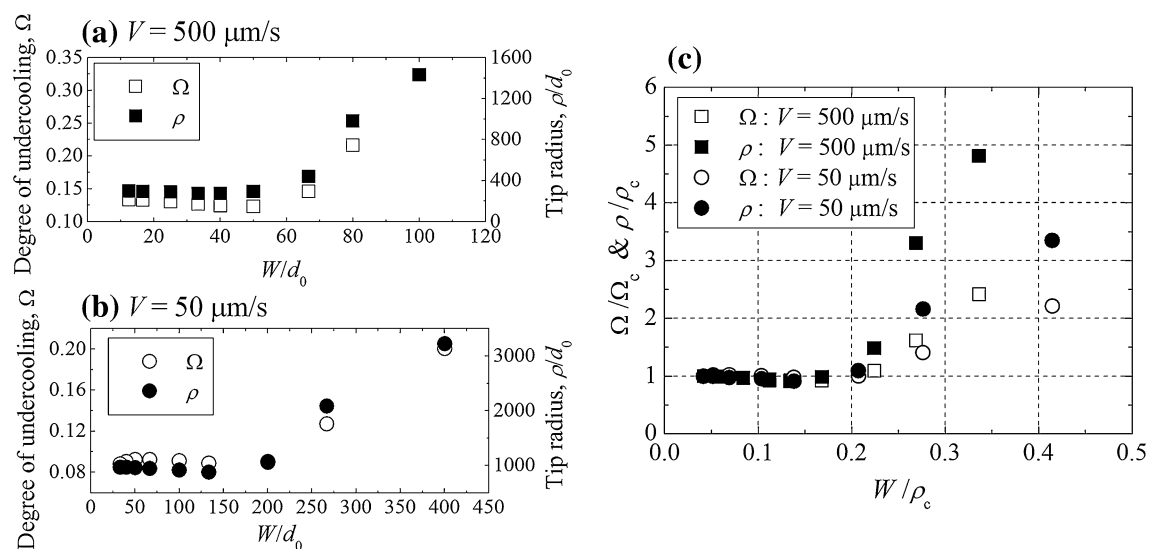 (a) V = 500 μm/s
Degree of undercooling, Ω
0.35
0.30
0.25
0.20
0.15
0.10
Ω
ρ
1600
1200
800
400
0
Tip radius, ρ/d0
0 20 40 60 80 100 120
W/d0
(b) V = 50 μm/s
Degree of undercooling, Ω
0.20
0.16
0.12
0.08
Ω
ρ
3000
2000
1000
Tip radius, ρ/d0
0 50 100 150 200 250 300 350 400 450
W/d0
(c)
Ω/Ωc & ρ/ρc
6
5
4
3
2
1
0
Ω : V = 500 μm/s
ρ : V = 500 μm/s
Ω : V = 50 μm/s
ρ : V = 50 μm/s
0.0 0.1 0.2 0.3 0.4 0.5
W/ρc